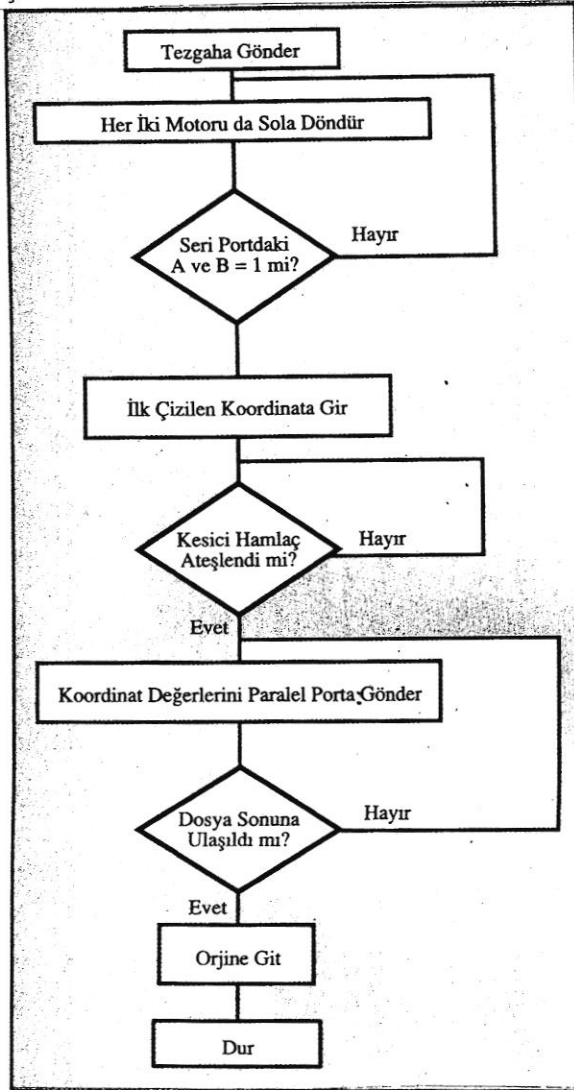 Tezgaha Gönder
Her İki Motoru da Sola Döndür
Seri Portdaki
A ve B = 1 mi?
Hayır
İlk Çizilen Koordinata Gir
Kesici Hamlaç
Ateşlendi mi?
Hayır
Evet
Koordinat Değerlerini Paralel Porta Gönder
Dosya Sonuna
Ulaşıldı mı?
Hayır
Evet
Orjine Git
Dur